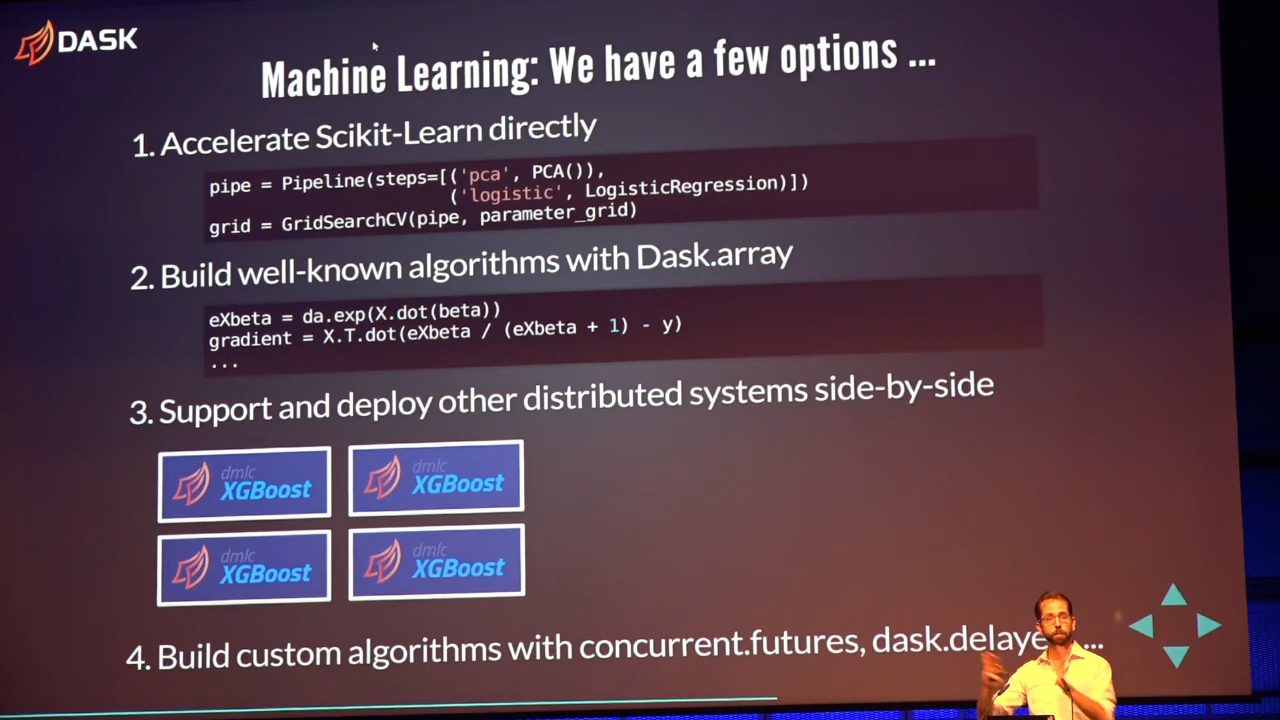 DASK
Machine Learning: We have a few options ...
1. Accelerate Scikit-Learn directly
pipe = Pipeline(steps=[('pca', PCA()),
('logistic', LogisticRegression)])
grid = GridSearchCV(pipe, parameter_grid)
2. Build well-known algorithms with Dask.array
eXbeta = da.exp(X.dot(beta))
gradient = X.T.dot(eXbeta / (eXbeta + 1) - y)
...
3. Support and deploy other distributed systems side-by-side
dmlc
XGBoost
dmlc
XGBoost
dmlc
XGBoost
dmlc
XGBoost
4. Build custom algorithms with concurrent.futures, dask.delaye ...